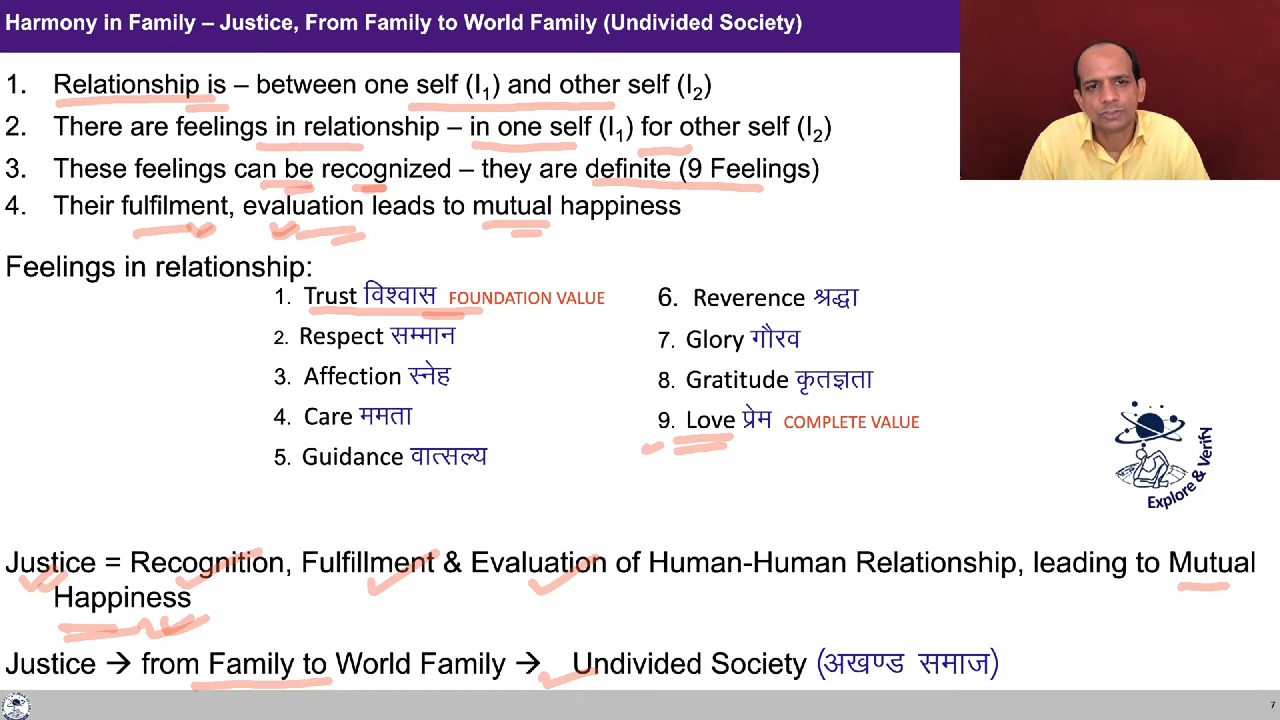 Harmony in Family – Justice, From Family to World Family (Undivided Society)
1. Relationship is – between one self (I1) and other self (I2)
2. There are feelings in relationship – in one self (I1) for other self (I2)
3. These feelings can be recognized – they are definite (9 Feelings)
4. Their fulfilment, evaluation leads to mutual happiness
Feelings in relationship:
1. Trust विश्वास FOUNDATION VALUE
2. Respect सम्मान
3. Affection स्नेह
4. Care ममता
5. Guidance वात्सल्य
6. Reverence श्रद्धा
7. Glory गौरव
8. Gratitude कृतज्ञता
9. Love प्रेम COMPLETE VALUE
Explore & Verify
Justice = Recognition, Fulfillment & Evaluation of Human-Human Relationship, leading to Mutual
Happiness
Justice → from Family to World Family → Undivided Society (अखण्ड समाज)
7